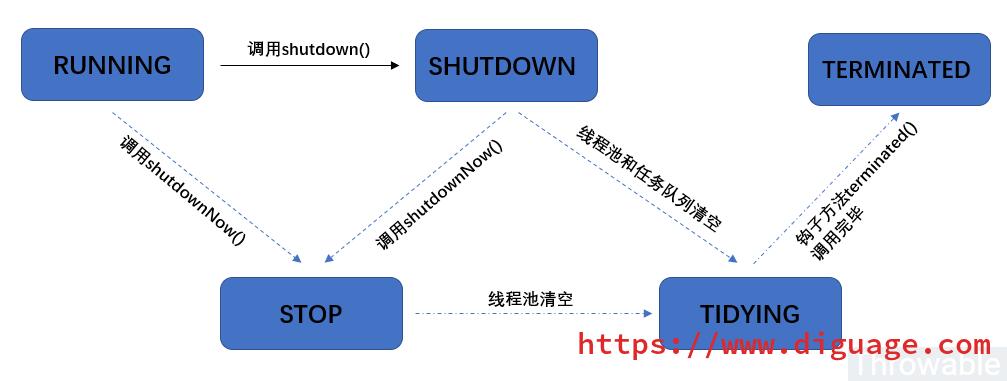 RUNNING
调用shutdown()
SHUTDOWN
TERMINATED
调用shutdownNow()
调用shutdownNow()
线程池和任务队列清空
钩子方法terminated()
调用完毕
STOP
线程池清空
TIDYING
https://www.diguage.com
Throwable